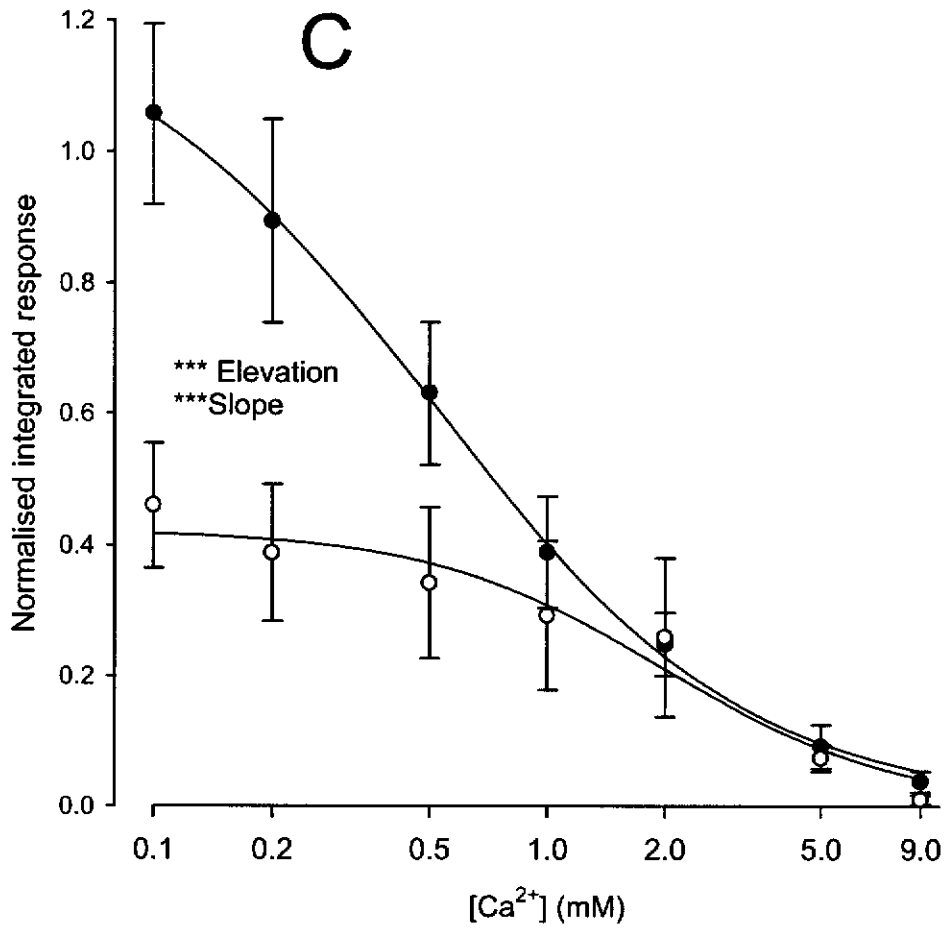 C
1.2
1.0
0.8
0.6
0.4
0.2
0.0
Normalised integrated response
*** Elevation
***Slope
0.1 0.2 0.5 1.0 2.0 5.0 9.0
[Ca²⁺] (mM)